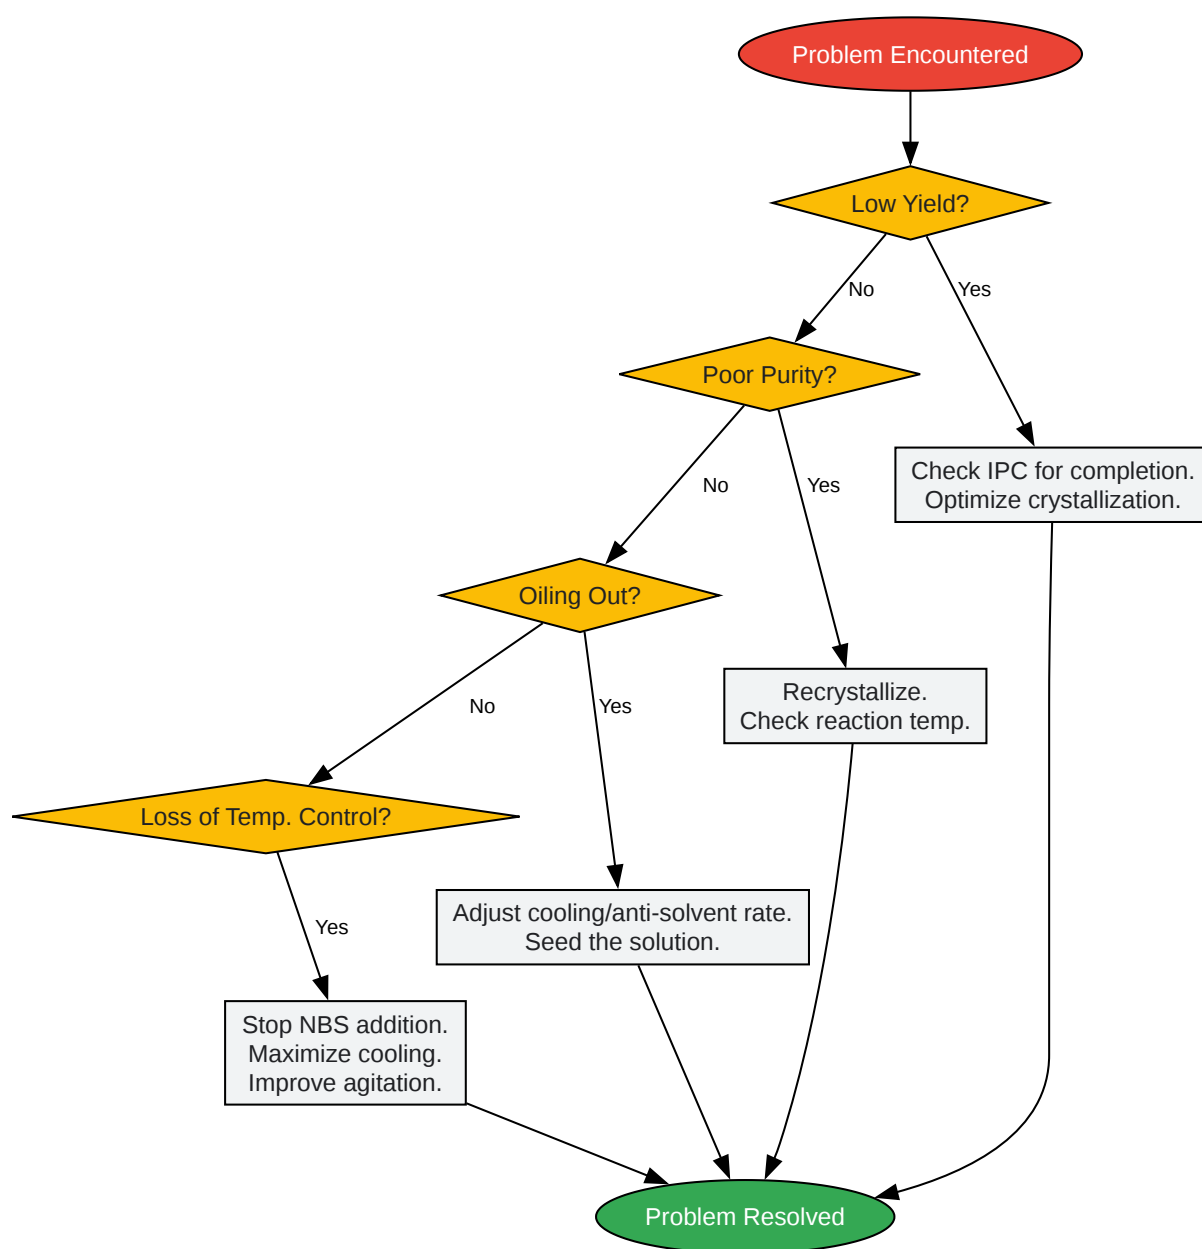 Problem Encountered
Low Yield?
No
Yes
Poor Purity?
Check IPC for completion.
Optimize crystallization.
No
Yes
Oiling Out?
Recrystallize.
Check reaction temp.
No
Yes
Loss of Temp. Control?
Adjust cooling/anti-solvent rate.
Seed the solution.
Yes
Stop NBS addition.
Maximize cooling.
Improve agitation.
Problem Resolved